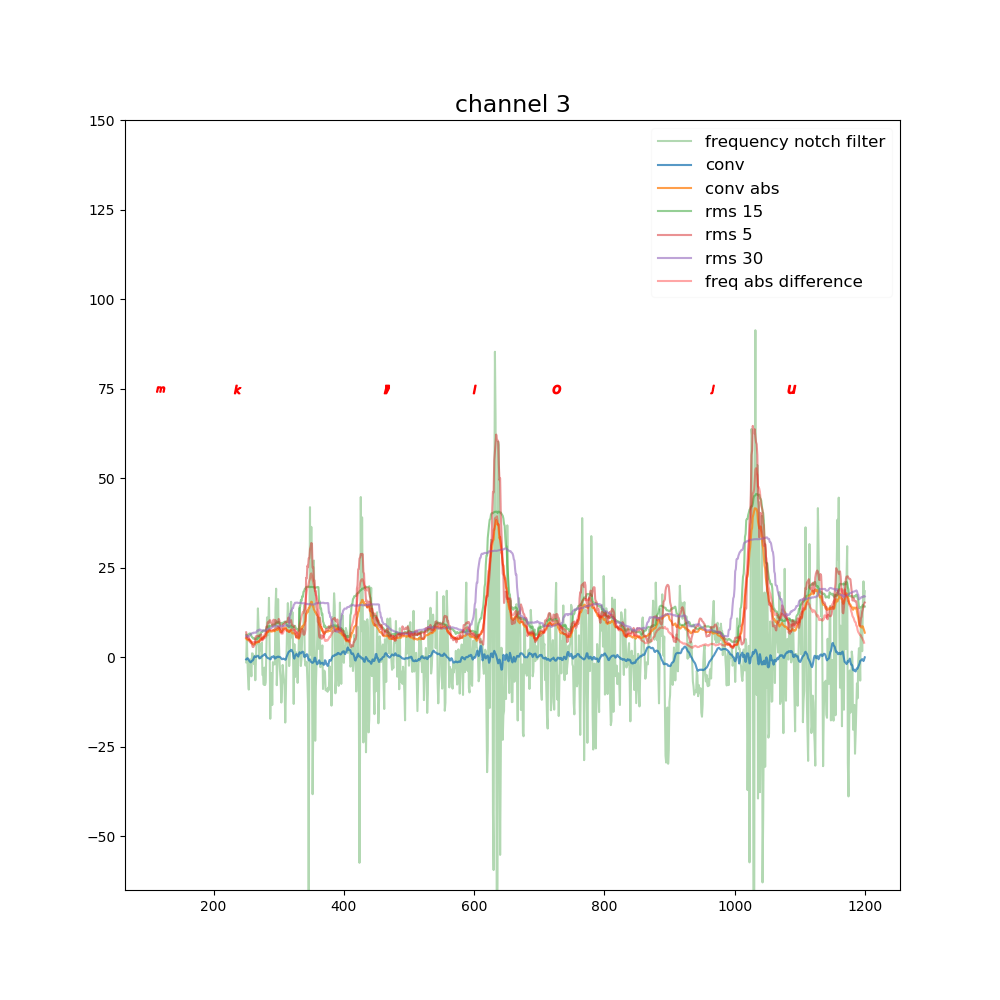 channel 3
150
125
100
75
50
25
0
−25
−50
200
400
600
800
1000
1200
frequency notch filter
conv
conv abs
rms 15
rms 5
rms 30
freq abs difference
m k l o j u